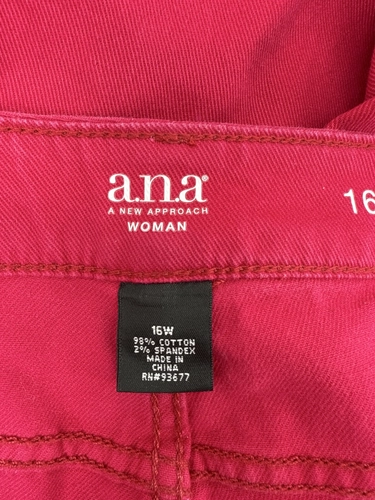 a.n.a®
A NEW APPROACH
WOMAN
16
16W
98% COTTON
2% SPANDEX
MADE IN
CHINA
RN#93677